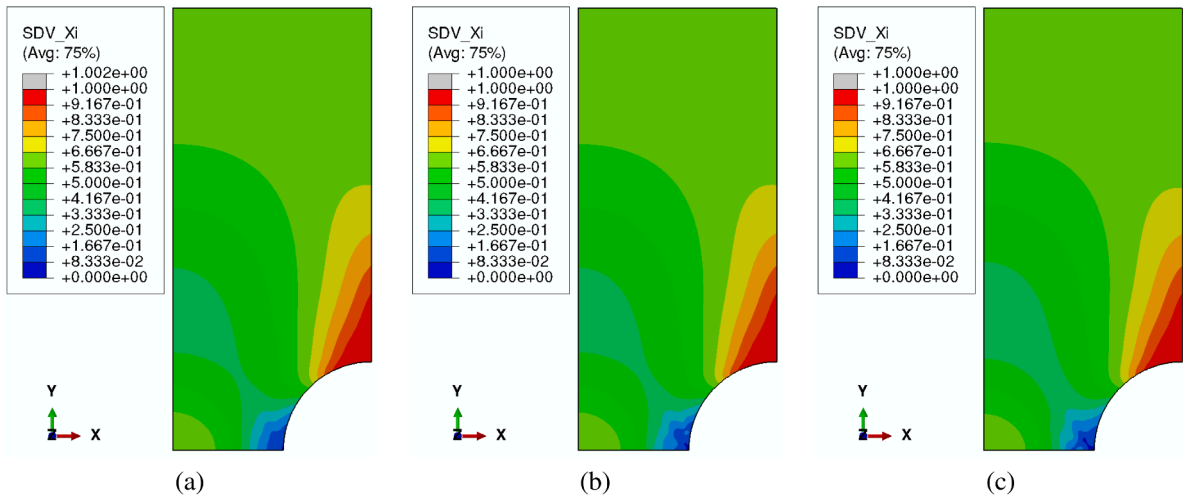 SDV_Xi
(Avg: 75%)
+1.002e+00
+1.000e+00
+9.167e-01
+8.333e-01
+7.500e-01
+6.667e-01
+5.833e-01
+5.000e-01
+4.167e-01
+3.333e-01
+2.500e-01
+1.667e-01
+8.333e-02
+0.000e+00
Y
Z X
(a)
SDV_Xi
(Avg: 75%)
+1.000e+00
+1.000e+00
+9.167e-01
+8.333e-01
+7.500e-01
+6.667e-01
+5.833e-01
+5.000e-01
+4.167e-01
+3.333e-01
+2.500e-01
+1.667e-01
+8.333e-02
+0.000e+00
Y
Z X
(b)
SDV_Xi
(Avg: 75%)
+1.000e+00
+1.000e+00
+9.167e-01
+8.333e-01
+7.500e-01
+6.667e-01
+5.833e-01
+5.000e-01
+4.167e-01
+3.333e-01
+2.500e-01
+1.667e-01
+8.333e-02
+0.000e+00
Y
Z X
(c)